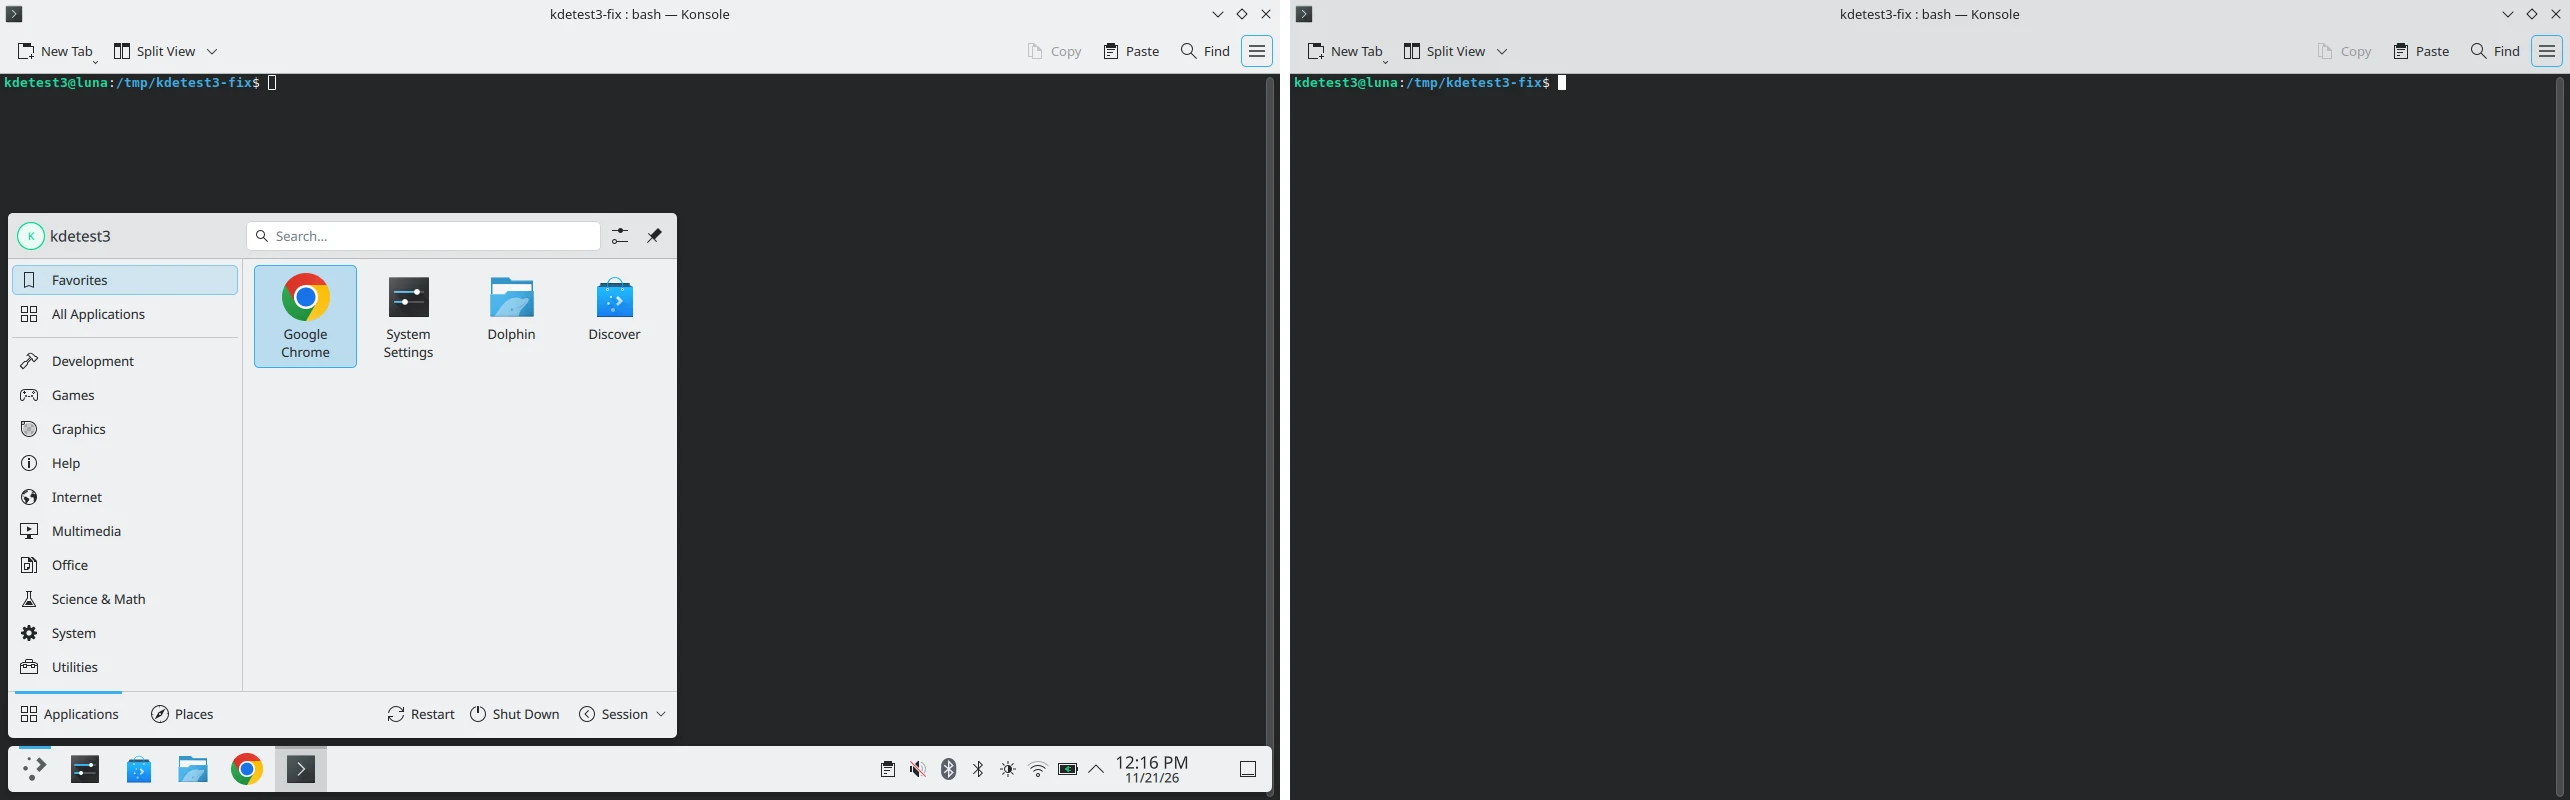 kdetest3-fix : bash — Konsole
New Tab Split View Copy Paste Find
kdetest3@luna:/tmp/kdetest3-fix$
kdetest3
Search...
Favorites
All Applications
Development
Games
Graphics
Help
Internet
Multimedia
Office
Science & Math
System
Utilities
Google
Chrome
System
Settings
Dolphin
Discover
Applications Places Restart Shut Down Session
12:16 PM
11/21/26
kdetest3-fix : bash — Konsole
New Tab Split View Copy Paste Find
kdetest3@luna:/tmp/kdetest3-fix$